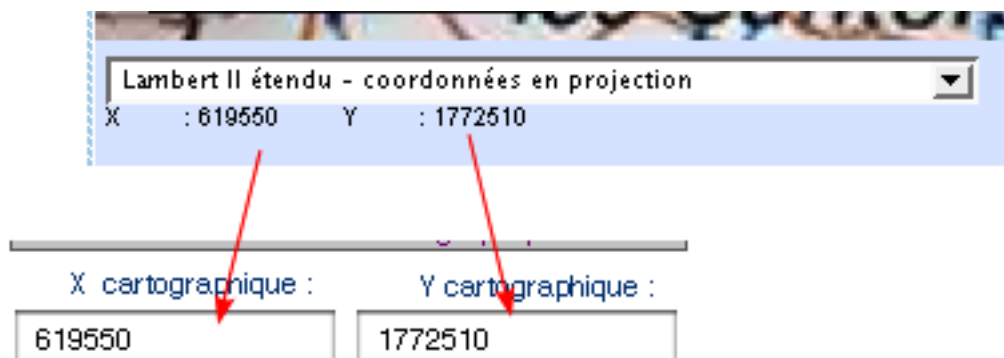 Lambert II étendu - coordonnées en projection
X : 619550 Y : 1772510
X cartographique : Y cartographique :
619550 1772510